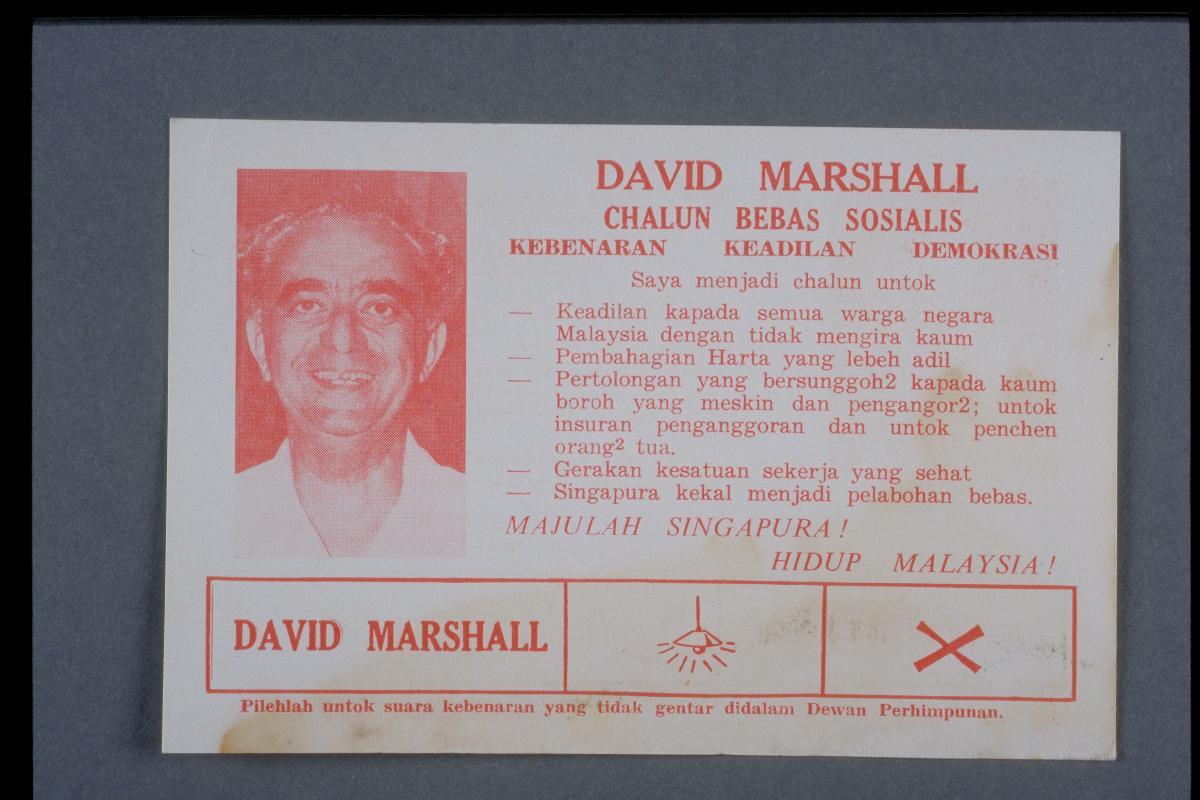 DAVID MARSHALL
CHALUN BEBAS SOSIALIS
KEBENARAN KEADILAN DEMOKRASI
Saya menjadi chalun untok
— Keadilan kapada semua warga negara
Malaysia dengan tidak mengira kaum
— Pembahagian Harta yang lebeh adil
— Pertolongan yang bersunggoh2 kapada kaum
boroh yang meskin dan pengangor2; untok
insuran penganggoran dan untok penchen
orang² tua.
— Gerakan kesatuan sekerja yang sehat
— Singapura kekal menjadi pelabohan bebas.
MAJULAH SINGAPURA!
HIDUP MALAYSIA!
DAVID MARSHALL
Pilehlah untok suara kebenaran yang tidak gentar didalam Dewan Perhimpunan.